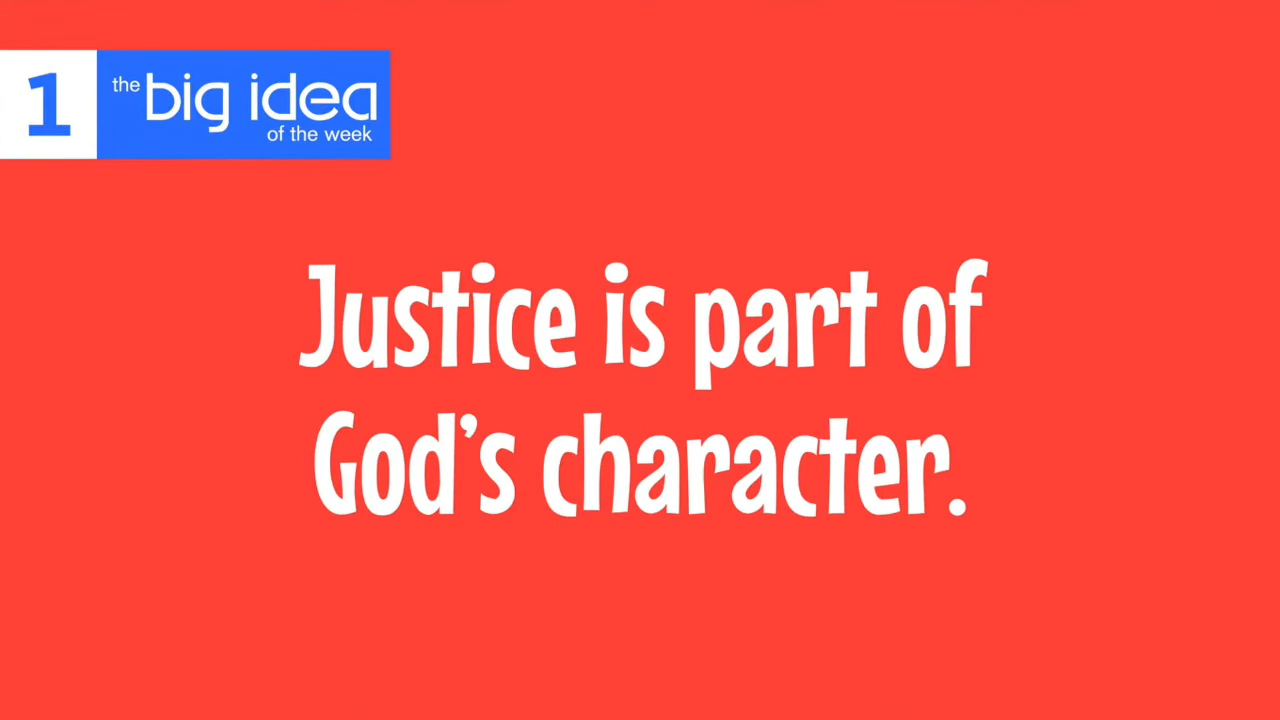 1
the big idea
of the week
Justice is part of
God's character.